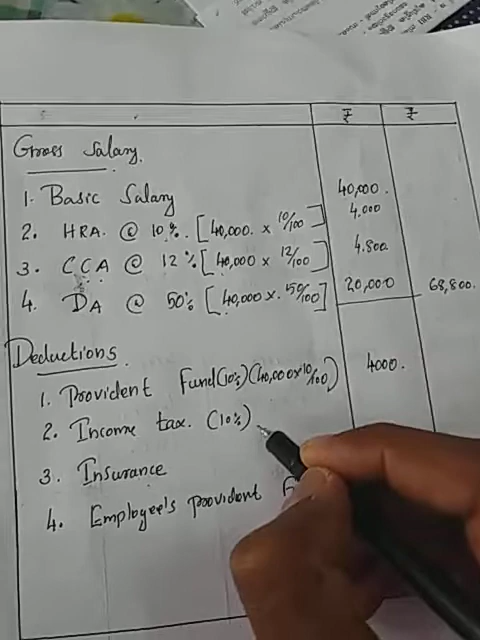 ₹ ₹
Gross Salary.
1. Basic Salary 40,000.
2. HRA. @ 10%. [40,000. x 10/100] 4.000
3. CCA @ 12% [40,000 x 12/100] 4.800.
4. DA @ 50% [40,000 x. 50/100] 20,000 68,800.
Deductions.
1. Provident Fund(10%)(40,000x10/100) 4000.
2. Income tax. (10%)
3. Insurance
4. Employee's provident F